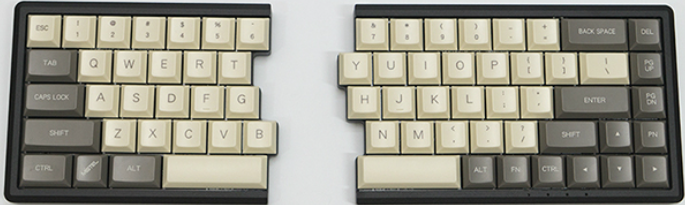 ESC ! 1 @ 2 # 3 $ 4 % 5 6 & 7 * 8 ( 9 ) 0 - + = BACK SPACE DEL
TAB Q W E R T Y U I O P { [ } ] | \ PG UP
CAPS LOCK A S D F G H J K L : ; " ' ENTER PG DN
SHIFT Z X C V B N M < , > . ? / SHIFT FN
CTRL ALT ALT FN CTRL